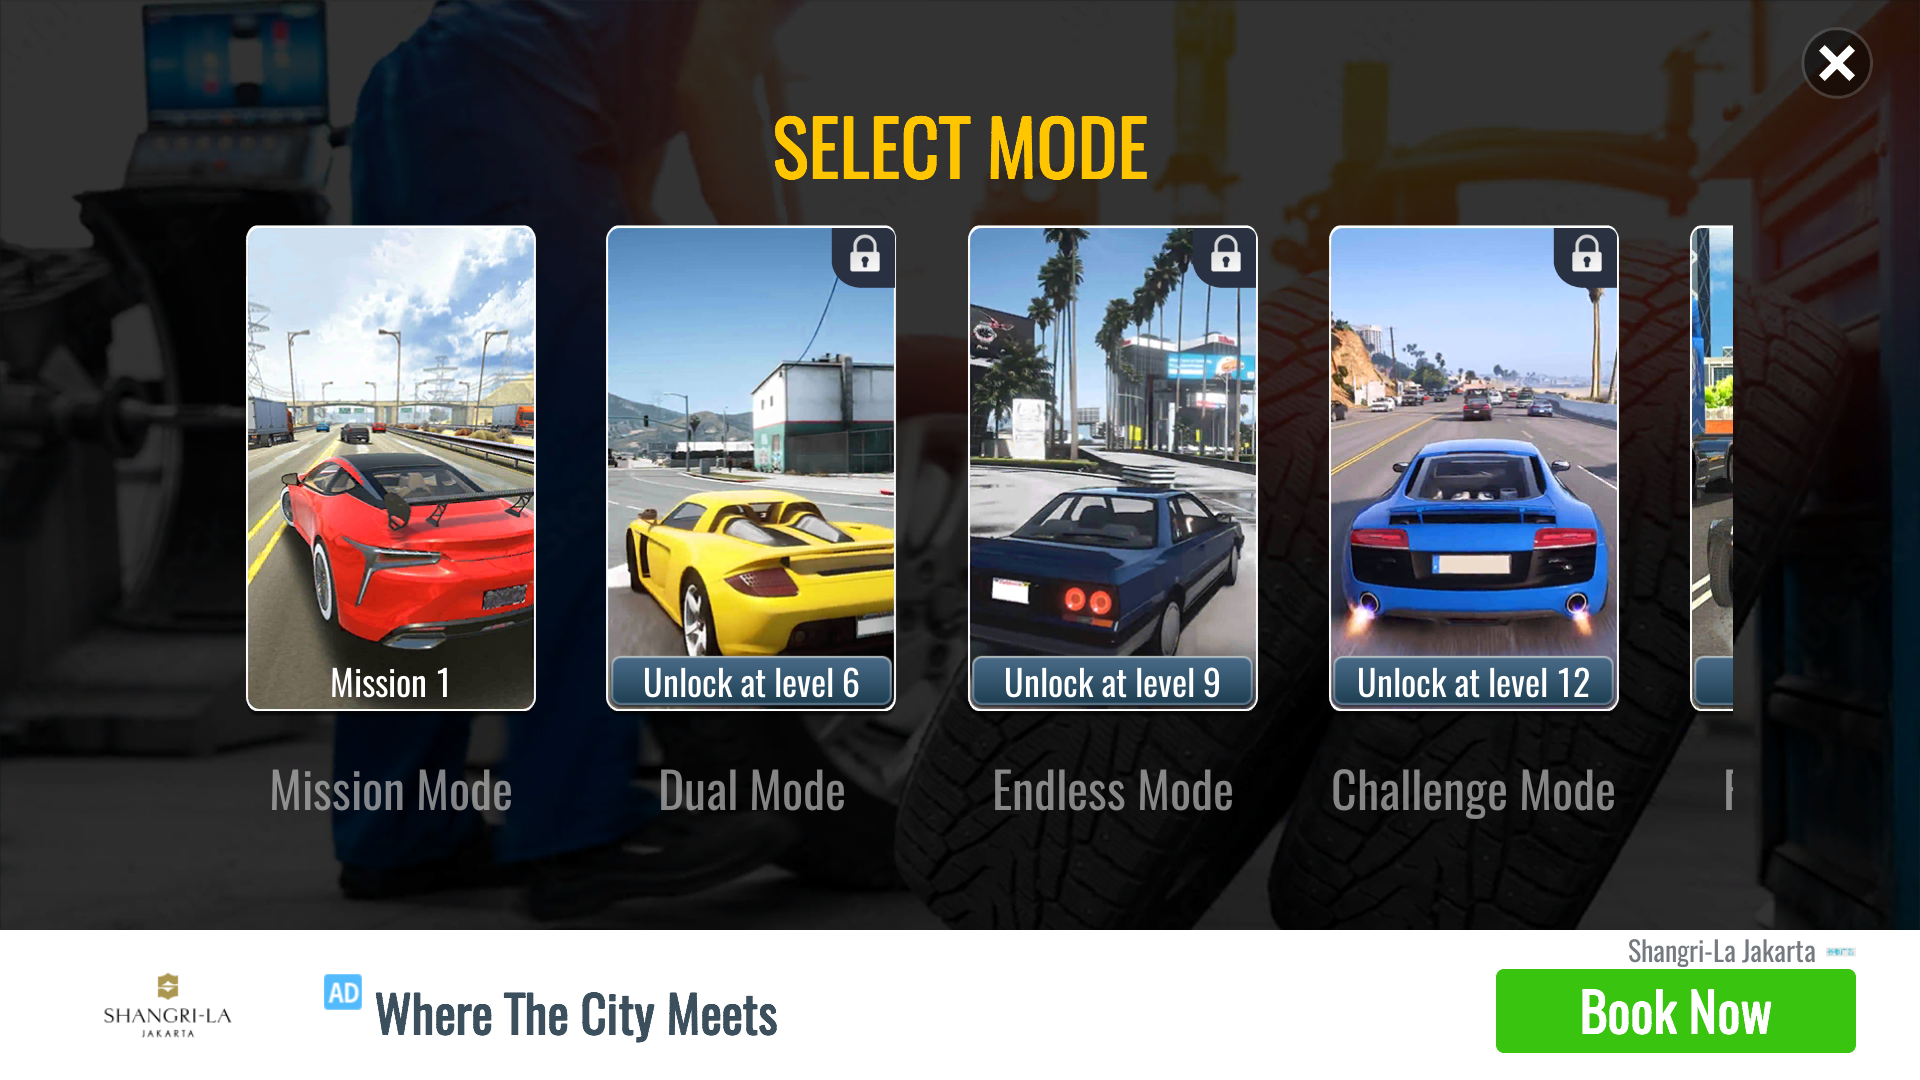 SELECT MODE
Mission 1
Unlock at level 6
Unlock at level 9
Unlock at level 12
Mission Mode
Dual Mode
Endless Mode
Challenge Mode
SHANGRI-LA
JAKARTA
AD
Where The City Meets
Shangri-La Jakarta
Book Now